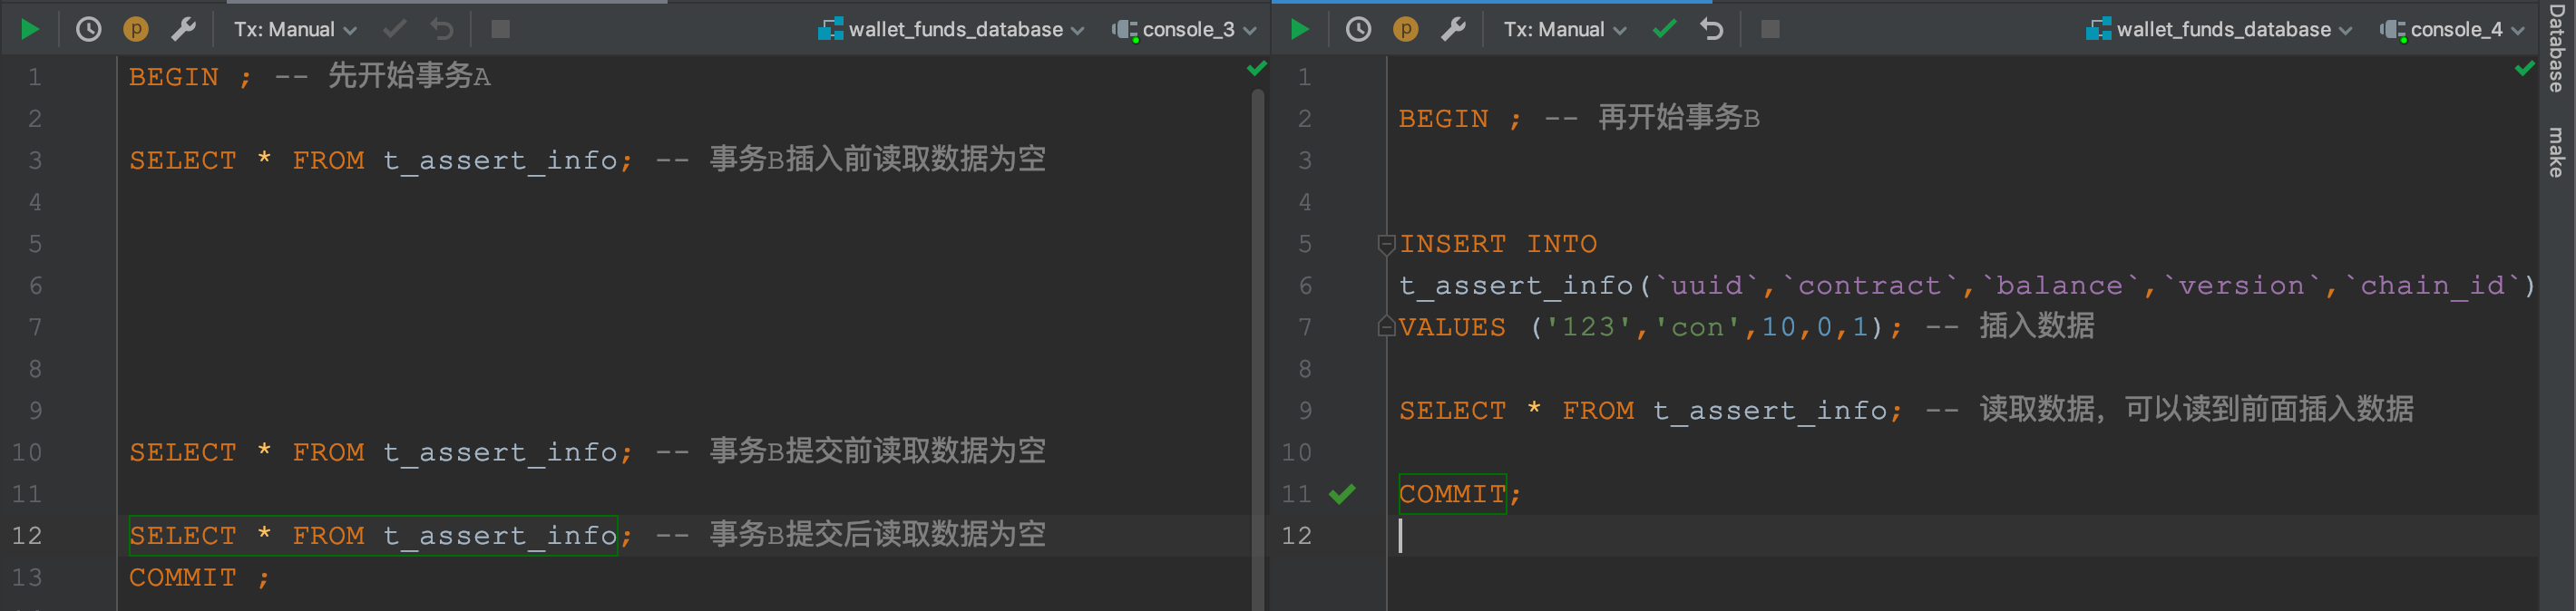 Tx: Manual wallet_funds_database console_3
1 BEGIN ; -- 先开始事务A
2
3 SELECT * FROM t_assert_info; -- 事务B插入前读取数据为空
4
5
6
7
8
9
10 SELECT * FROM t_assert_info; -- 事务B提交前读取数据为空
11
12 SELECT * FROM t_assert_info; -- 事务B提交后读取数据为空
13 COMMIT ;
Tx: Manual wallet_funds_database console_4
1
2 BEGIN ; -- 再开始事务B
3
4
5 INSERT INTO
6 t_assert_info(`uuid`,`contract`,`balance`,`version`,`chain_id`)
7 VALUES ('123','con',10,0,1); -- 插入数据
8
9 SELECT * FROM t_assert_info; -- 读取数据，可以读到前面插入数据
10
11 COMMIT;
12
Database
make